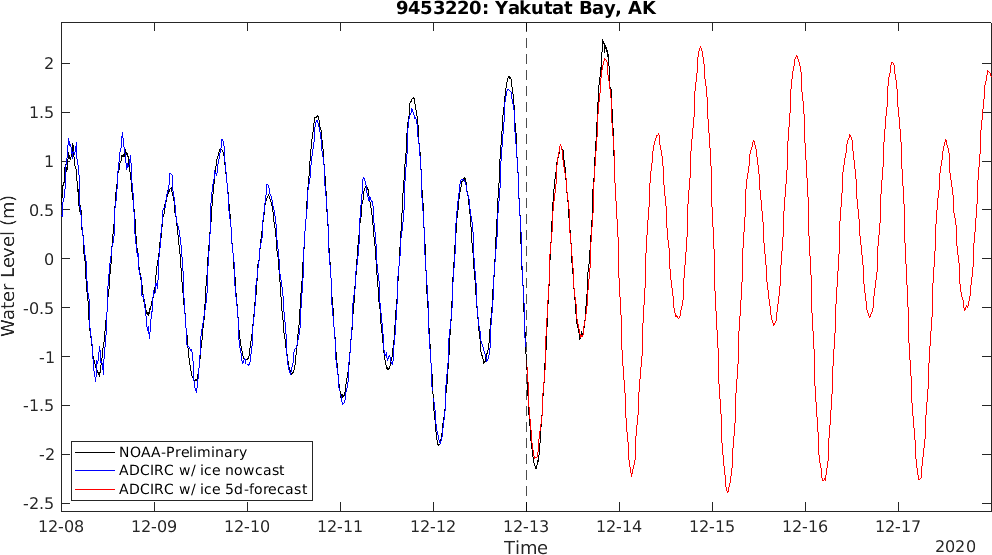 9453220: Yakutat Bay, AK
Water Level (m)
2
1.5
1
0.5
0
-0.5
-1
-1.5
-2
-2.5
NOAA-Preliminary
ADCIRC w/ ice nowcast
ADCIRC w/ ice 5d-forecast
12-08 12-09 12-10 12-11 12-12 12-13 12-14 12-15 12-16 12-17
Time
2020